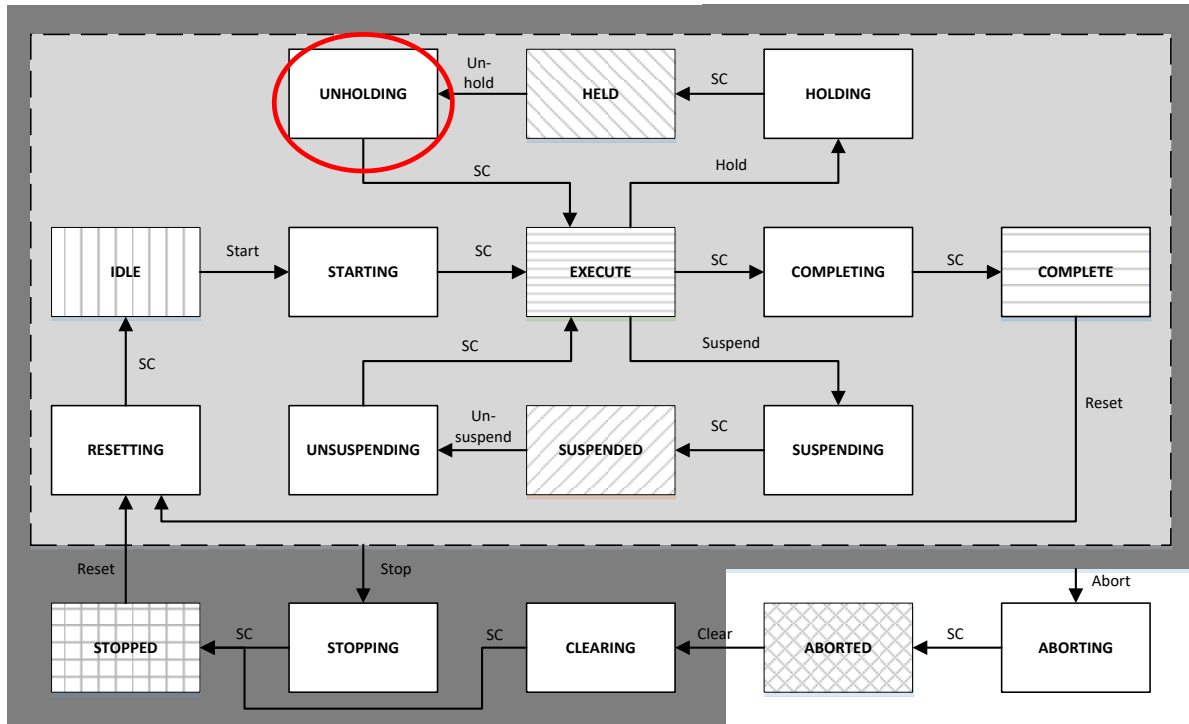 UNHOLDING
Un-
hold
HELD
SC
HOLDING
SC
Hold
IDLE
Start
STARTING
SC
EXECUTE
SC
COMPLETING
SC
COMPLETE
SC
Suspend
SC
Reset
RESETTING
UNSUSPENDING
Un-
suspend
SUSPENDED
SC
SUSPENDING
Reset
Stop
Abort
STOPPED
SC
STOPPING
SC
CLEARING
Clear
ABORTED
SC
ABORTING